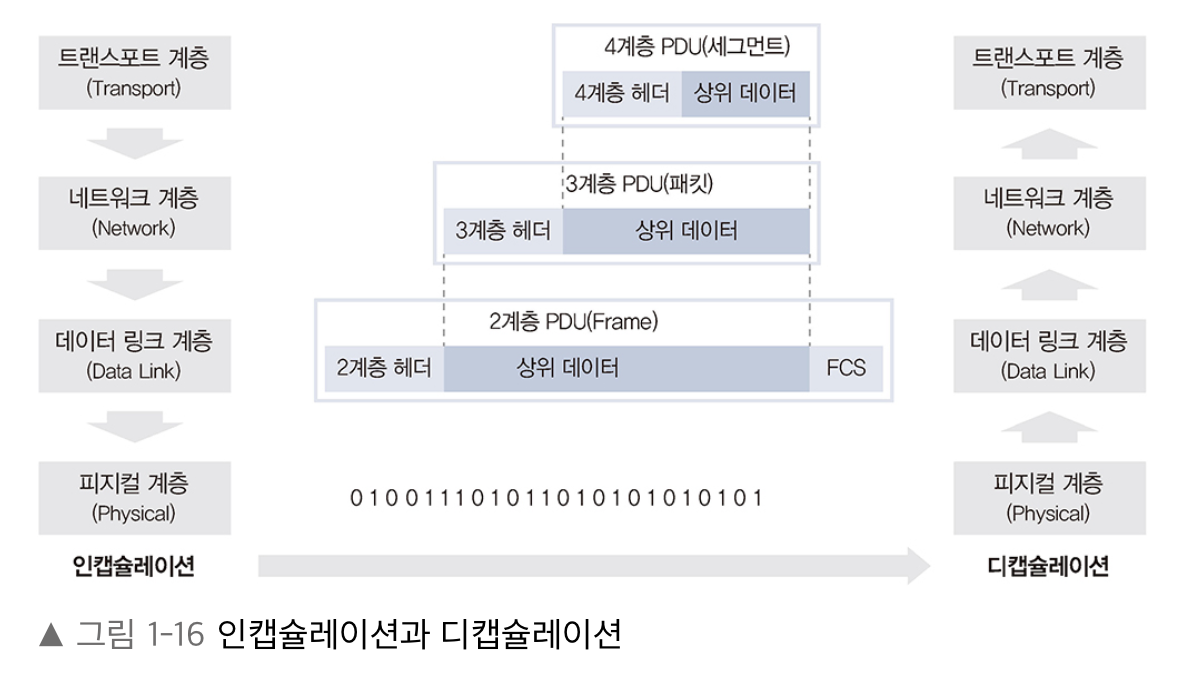 트랜스포트 계층
(Transport)
네트워크 계층
(Network)
데이터 링크 계층
(Data Link)
피지컬 계층
(Physical)
인캡슐레이션
4계층 PDU(세그먼트)
4계층 헤더
상위 데이터
3계층 PDU(패킷)
3계층 헤더
상위 데이터
2계층 PDU(Frame)
2계층 헤더
상위 데이터
FCS
0 1 0 0 1 1 1 0 1 0 1 1 0 1 0 1 0 1 0 1 0 1 0 1
트랜스포트 계층
(Transport)
네트워크 계층
(Network)
데이터 링크 계층
(Data Link)
피지컬 계층
(Physical)
디캡슐레이션
▲ 그림 1-16 인캡슐레이션과 디캡슐레이션